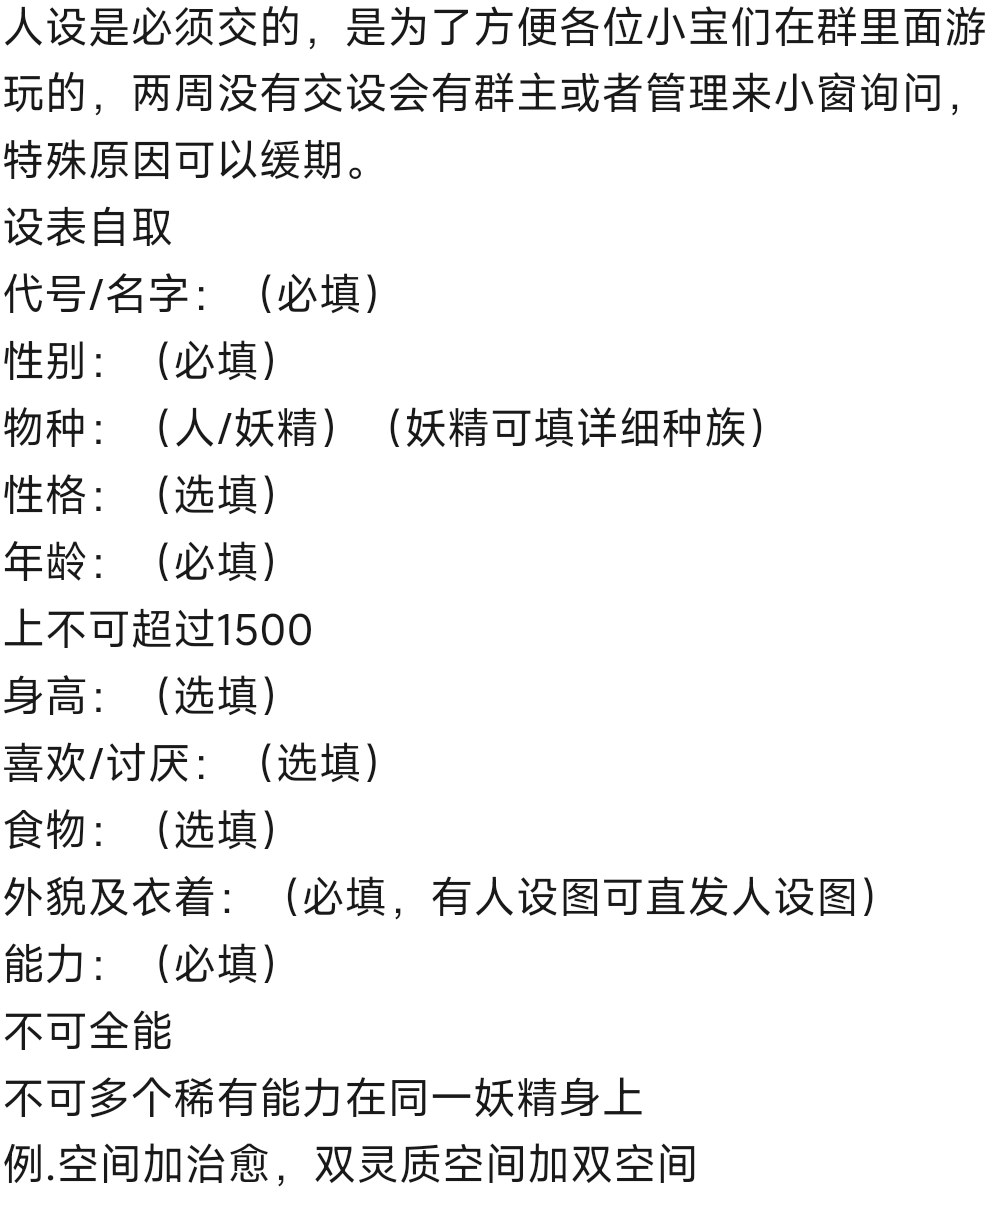 人设是必须交的，是为了方便各位小宝们在群里面游
玩的，两周没有交设会有群主或者管理来小窗询问，
特殊原因可以缓期。
设表自取
代号/名字：（必填）
性别：（必填）
物种：（人/妖精）（妖精可填详细种族）
性格：（选填）
年龄：（必填）
上不可超过1500
身高：（选填）
喜欢/讨厌：（选填）
食物：（选填）
外貌及衣着：（必填，有人设图可直发人设图）
能力：（必填）
不可全能
不可多个稀有能力在同一妖精身上
例.空间加治愈，双灵质空间加双空间